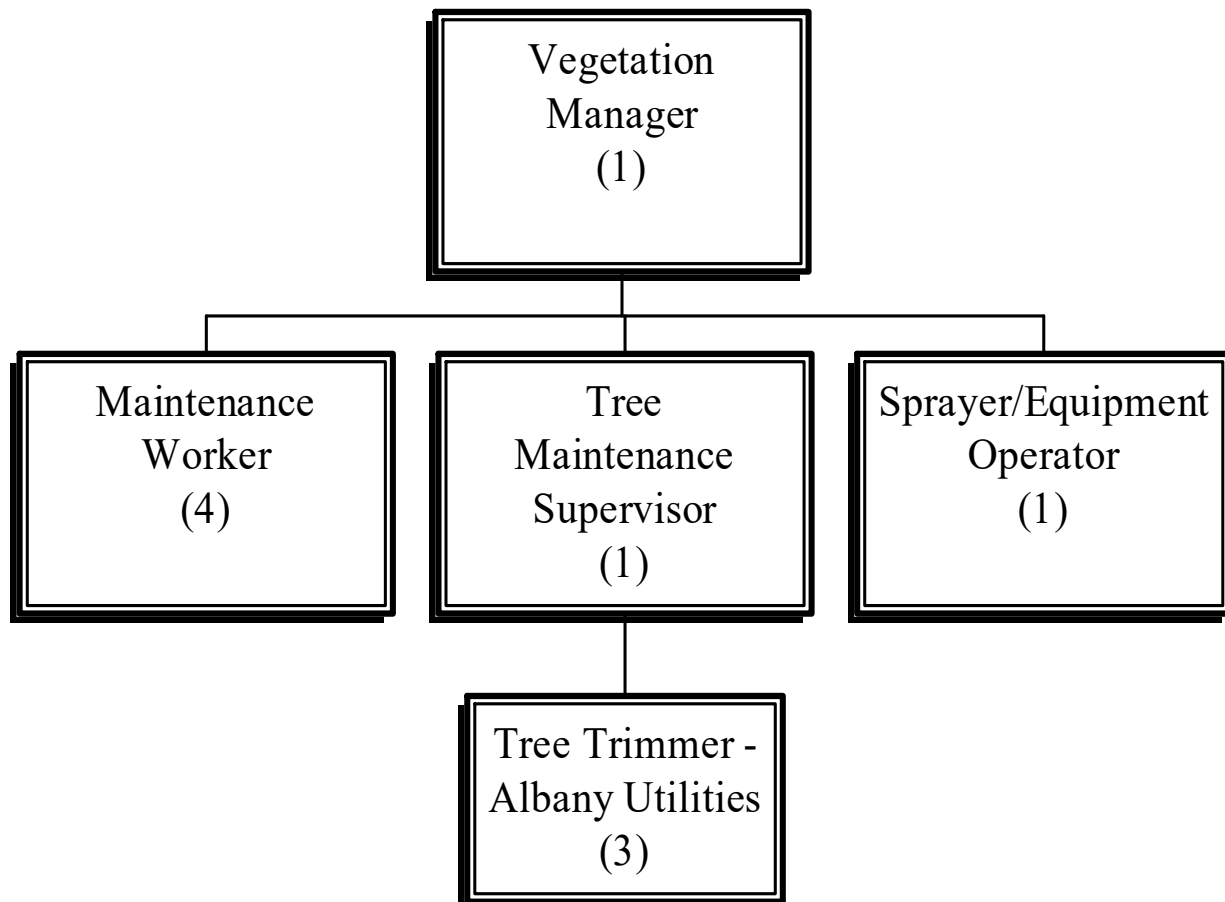 Vegetation
Manager
(1)
Maintenance
Worker
(4)
Tree
Maintenance
Supervisor
(1)
Sprayer/Equipment
Operator
(1)
Tree Trimmer -
Albany Utilities
(3)